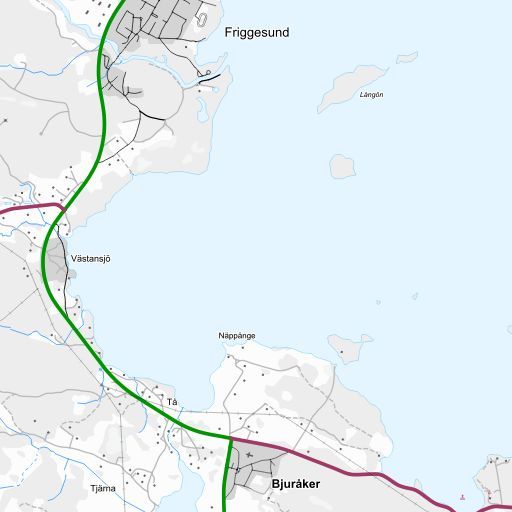 Friggesund
Långön
Västansjö
Näppänge
Tå
Tjärna
Bjuråker